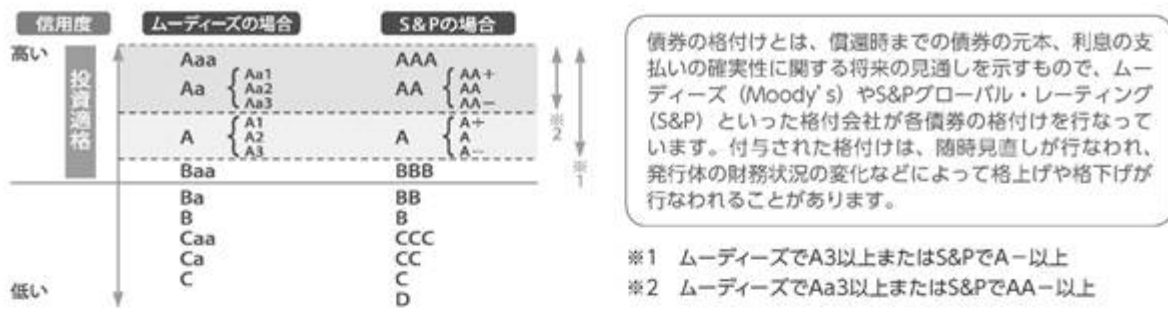 信用度 ムーディーズの場合 S&Pの場合
高い
投資適格
Aaa AAA
Aa Aa1 AA AA+
Aa2 AA
Aa3 AA−
A A1 A A+
A2 A
A3 A−
Baa BBB
Ba BB
B B
Caa CCC
Ca CC
C C
D
低い
※2
※1
債券の格付けとは、償還時までの債券の元本、利息の支
払いの確実性に関する将来の見通しを示すもので、ムー
ディーズ（Moody's）やS&Pグローバル・レーティング
（S&P）といった格付会社が各債券の格付けを行なって
います。付与された格付けは、随時見直しが行なわれ、
発行体の財務状況の変化などによって格上げや格下げが
行なわれることがあります。
※1 ムーディーズでA3以上またはS&PでA−以上
※2 ムーディーズでAa3以上またはS&PでAA−以上